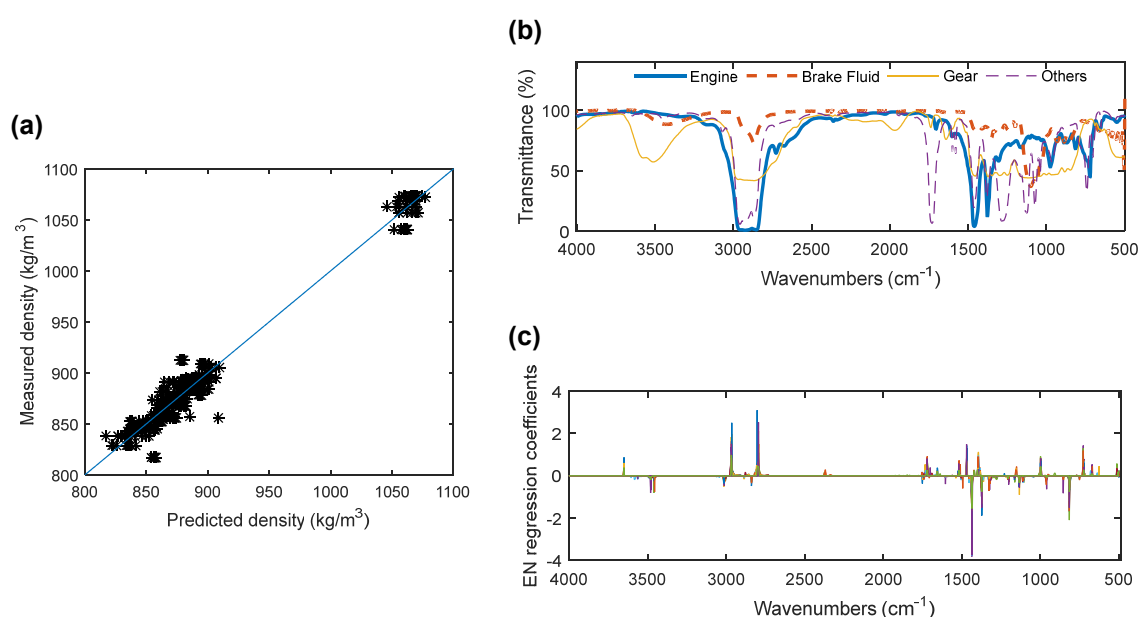 (a)
1100
1050
1000
950
900
850
800
800 850 900 950 1000 1050 1100
Measured density (kg/m³)
Predicted density (kg/m³)
(b)
Engine Brake Fluid Gear Others
100
50
0
4000 3500 3000 2500 2000 1500 1000 500
Transmittance (%)
Wavenumbers (cm⁻¹)
(c)
4
2
0
-2
-4
4000 3500 3000 2500 2000 1500 1000 500
EN regression coefficients
Wavenumbers (cm⁻¹)